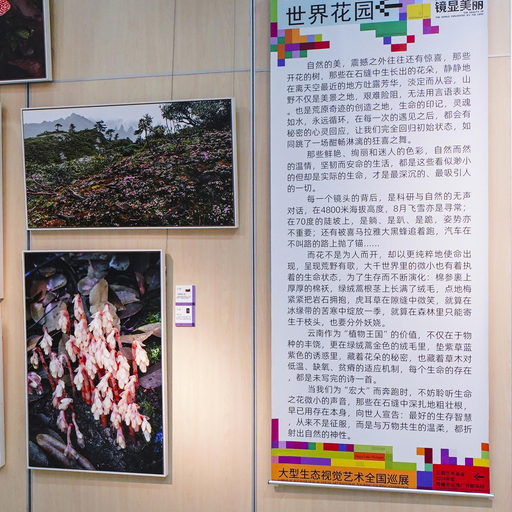 世界花园
镜显美丽
自然的美，震撼之外往往还有惊喜，那些
开花的树，那些在石缝中生长出的花朵，静静地
在离天空最近的地方吐露芳华，淡定而从容，山
野不仅是美景之地，艰难险阻，无法用言语表达
，也是荒原奇迹的创造之地，生命的印记，灵魂
如水，永远循环，在每一次的遇见之后，都会有
秘密的心灵回应，让我们完全回归初始状态，如
同跳了一场酣畅淋漓的狂喜之舞。
那些鲜艳、绚丽和迷人的色彩，自然而然
的温情，坚韧而安命的生活，都是这些看似渺小
的但却是实际的生命，才是最深沉的、最吸引人
的一切。
每一个镜头的背后，是科研与自然的无声
对话，在4800米海拔高度，8月飞雪亦是寻常；
在70度的陡坡上，是躺、是趴、是跪，姿势亦
不重要；还有被喜马拉雅大黑蜂追着跑，汽车在
不叫路的路上抛了锚……
而花不是为人而开，却以更纯粹地使命出
现，呈现荒野有歌，大千世界里的微小也有着执
着的生命状态，为了生存而不断演化：棉参裹上
厚厚的棉袄，绿绒蒿根茎上长满了绒毛，点地梅
紧紧把岩石拥抱，虎耳草在隙缝中微笑，就算在
冰缘带的苦寒中绽放一季，就算在森林里只能寄
生于枝头，也要分外妖娆。
云南作为“植物王国”的价值，不仅在于物
种的丰饶，更在绿绒蒿金色的绒毛里，垫紫草蓝
紫色的诱惑里，藏着花朵的秘密，也藏着草木对
低温、缺氧、贫瘠的适应机制，每个生命的存在
，都是未写完的诗一首。
当我们为“宏大”而奔跑时，不妨聆听生命
之花微小的声音，那些在石缝中深扎地粗壮根，
早已用存在本身，向世人宣告：最好的生存智慧
，从来不是征服，而是与万物共生的温柔，都折
射出自然的神性。
大型生态视觉艺术全国巡展